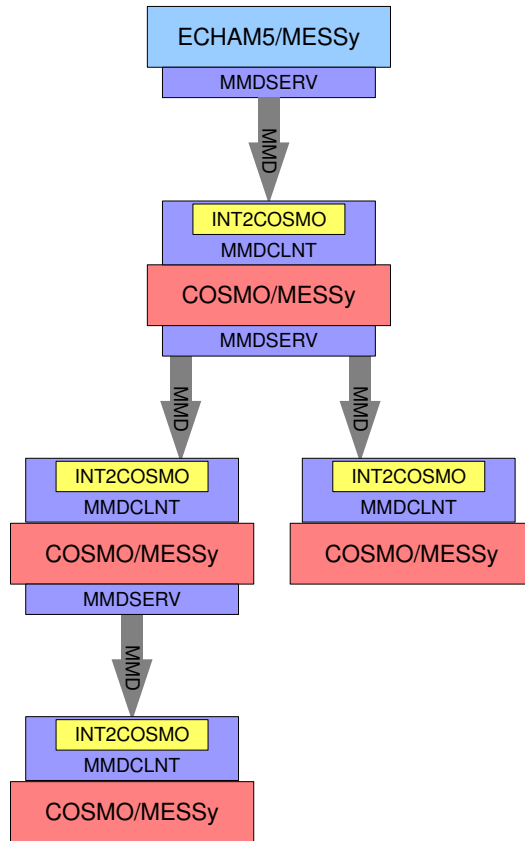 ECHAM5/MESSy
MMDSERV
MMD
INT2COSMO
MMDCLNT
COSMO/MESSy
MMDSERV
MMD
MMD
INT2COSMO
MMDCLNT
COSMO/MESSy
MMDSERV
INT2COSMO
MMDCLNT
COSMO/MESSy
MMD
INT2COSMO
MMDCLNT
COSMO/MESSy